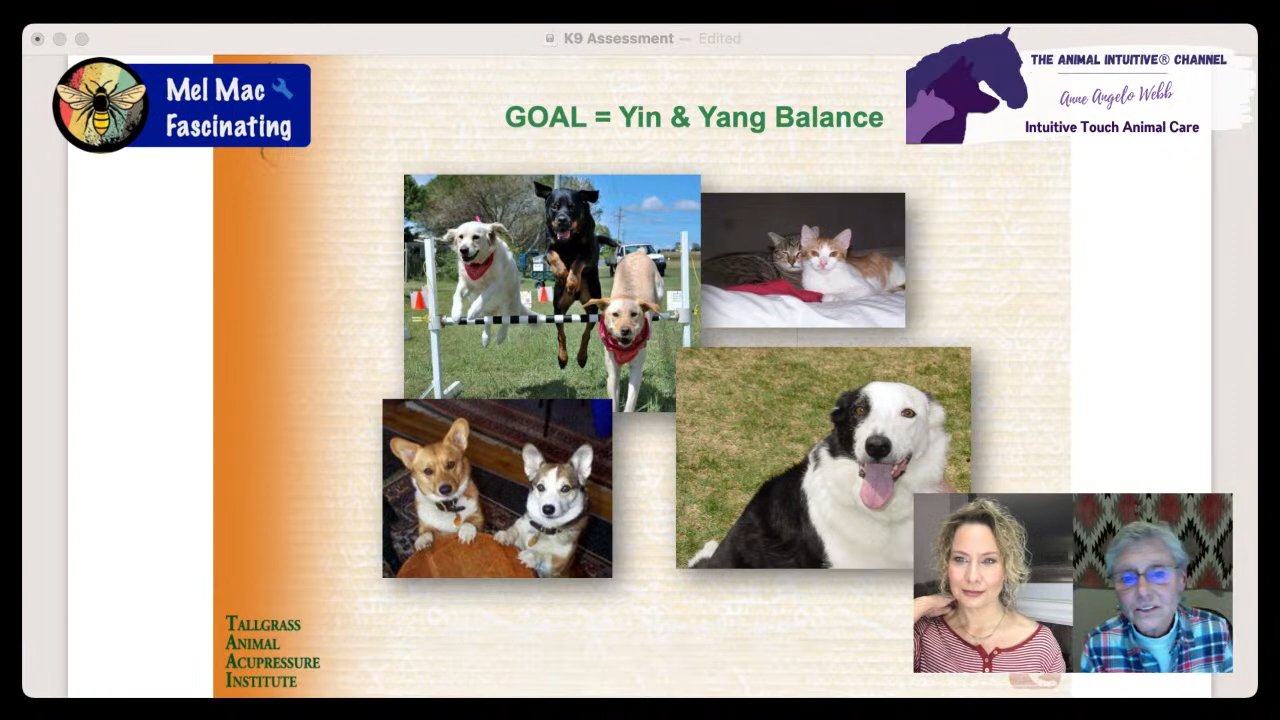 K9 Assessment — Edited
Mel Mac
Fascinating
THE ANIMAL INTUITIVE® CHANNEL
Anne Angelo Webb
Intuitive Touch Animal Care
GOAL = Yin & Yang Balance
TALLGRASS
ANIMAL
ACUPRESSURE
INSTITUTE